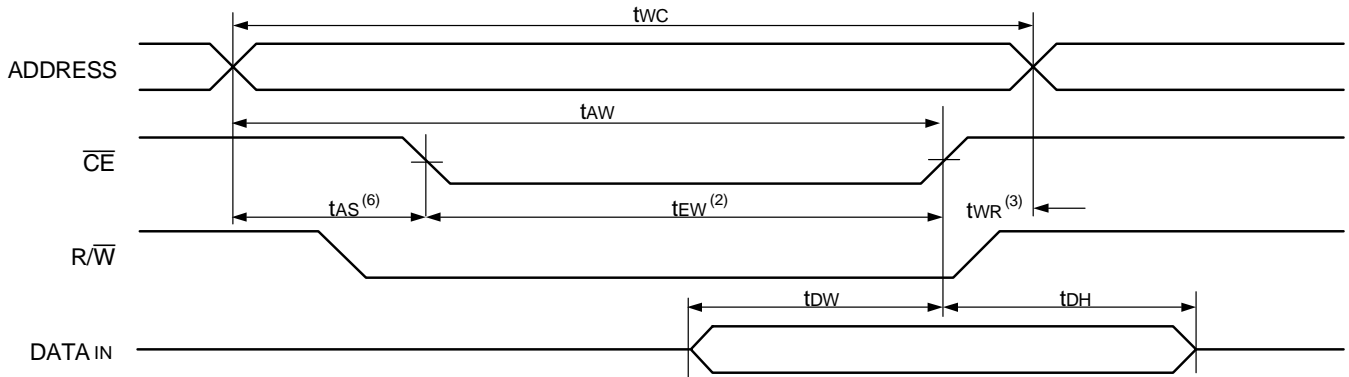 tWC
ADDRESS
tAW
CE
tAS(6)
tEW(2)
tWR(3)
R/W
tDW
tDH
DATA IN